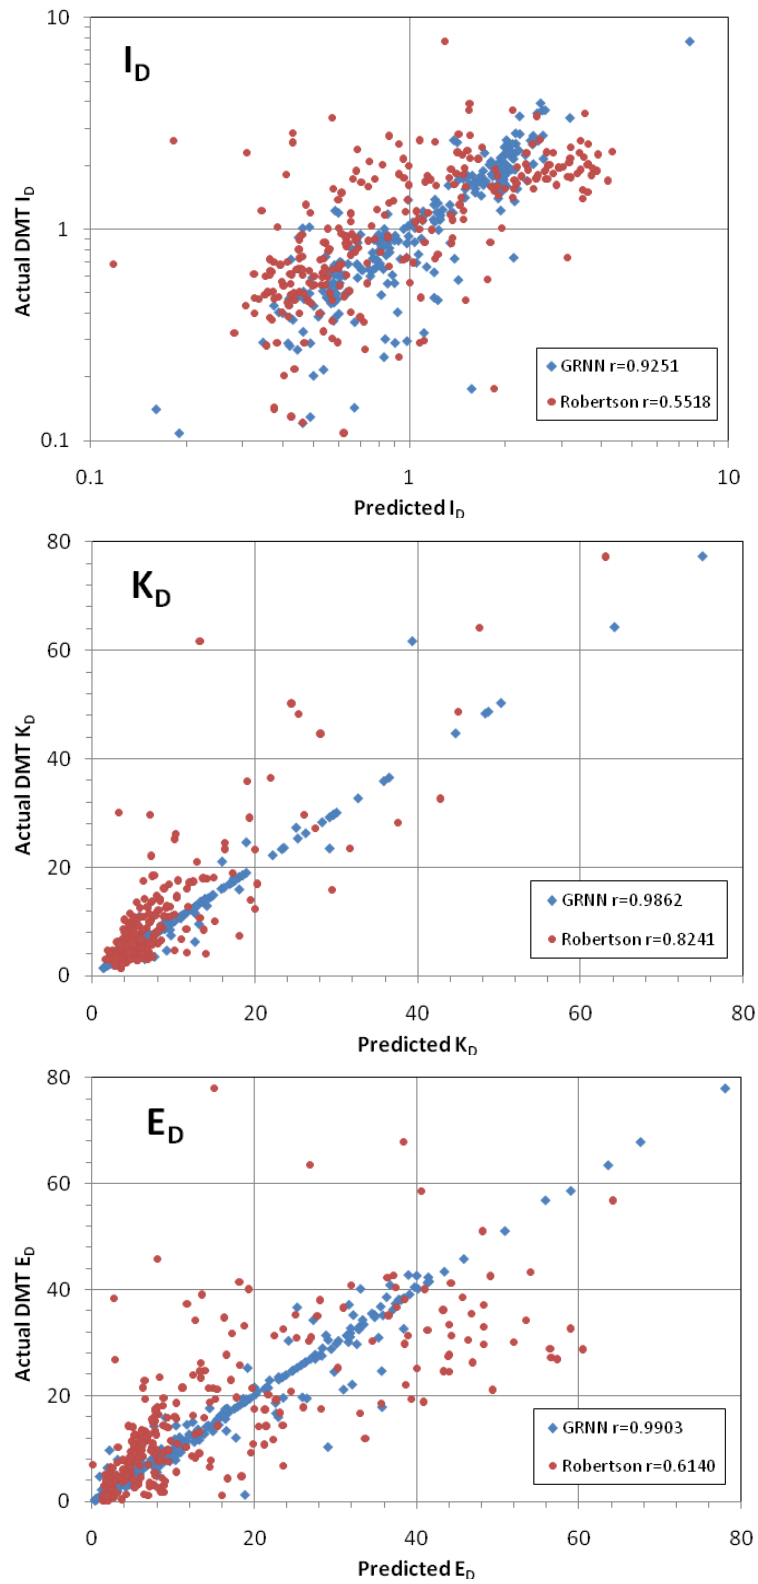 10
I_D
Actual DMT I_D
1
GRNN r=0.9251
Robertson r=0.5518
0.1
0.1
1
10
Predicted I_D
80
K_D
60
Actual DMT K_D
40
20
GRNN r=0.9862
Robertson r=0.8241
0
0
20
40
60
80
Predicted K_D
80
E_D
60
Actual DMT E_D
40
20
GRNN r=0.9903
Robertson r=0.6140
0
0
20
40
60
80
Predicted E_D